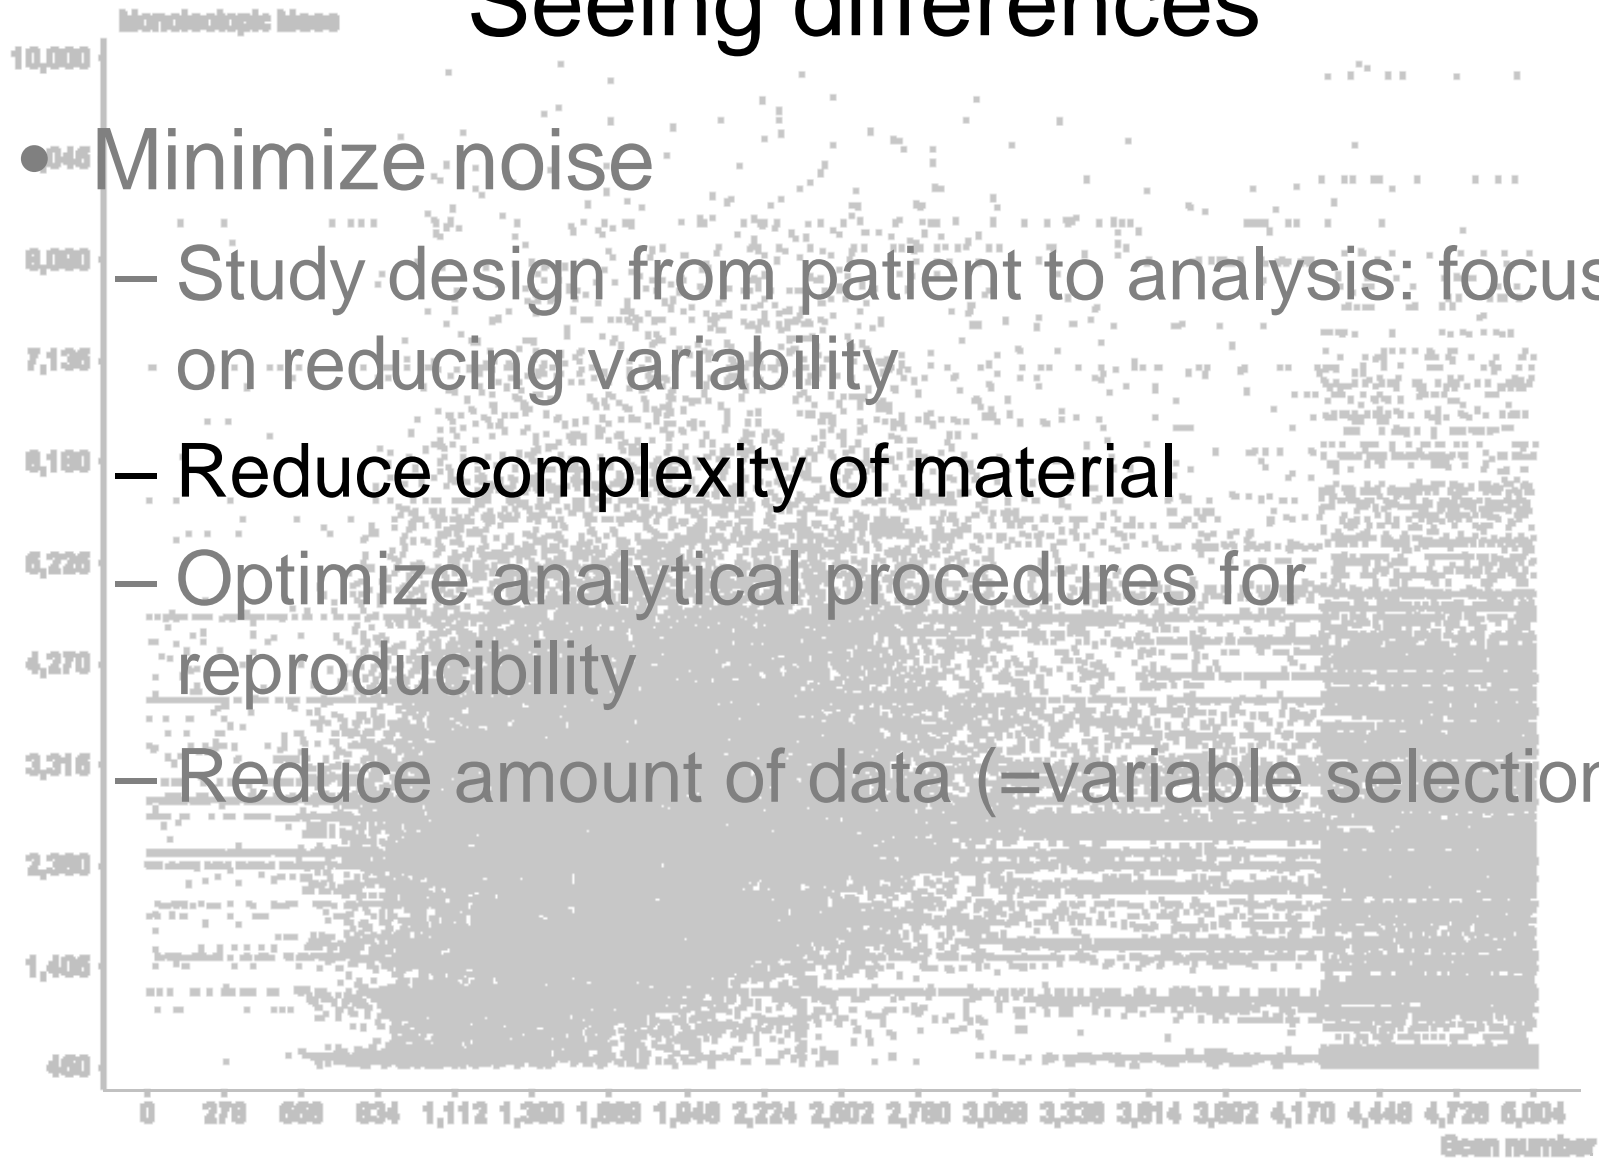 Seeing differences
Monoisotopic Mass
10,000
• Minimize noise
8,090
– Study design from patient to analysis: focus
on reducing variability
7,135
6,180
– Reduce complexity of material
5,225
– Optimize analytical procedures for
4,270
reproducibility
3,315
– Reduce amount of data (=variable selection
2,360
1,405
450
0 278 556 834 1,112 1,390 1,668 1,946 2,224 2,502 2,780 3,058 3,336 3,614 3,892 4,170 4,448 4,726 5,004
Scan number